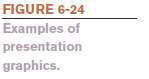 FIGURE 6-24
Examples of
presentation
graphics.